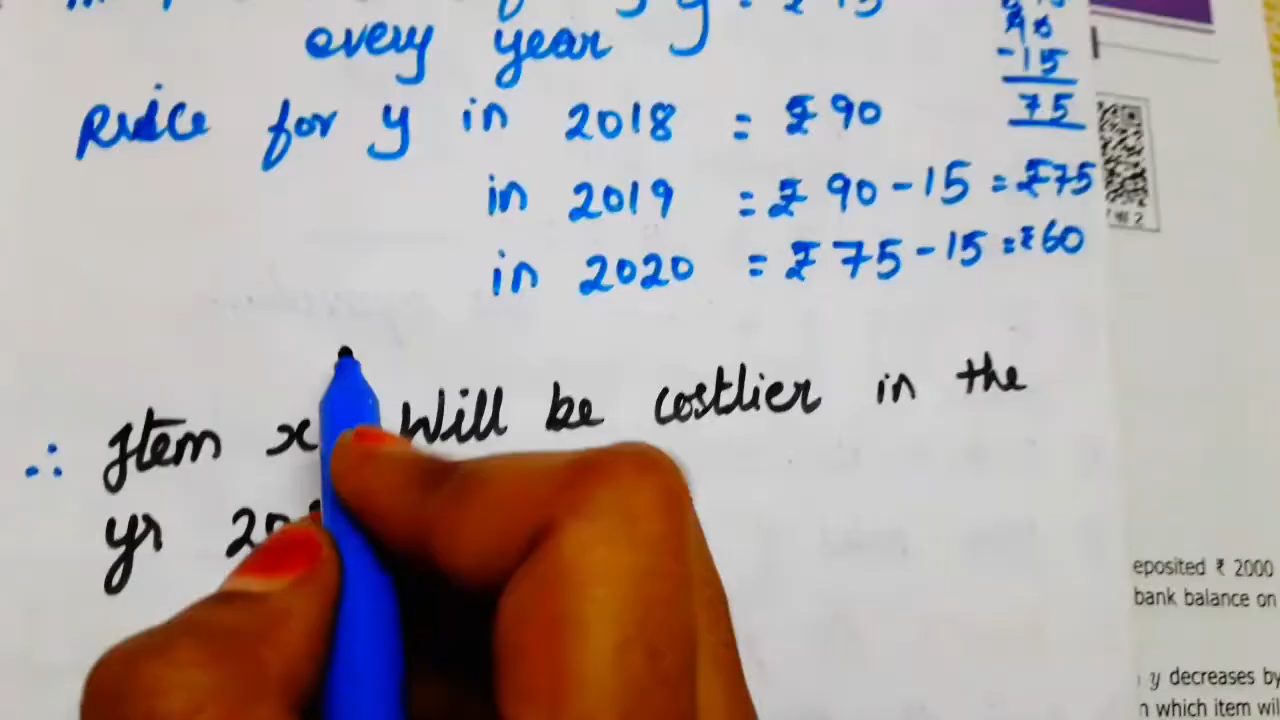 = ₹ 15
every year
-15
75
Price for y in 2018 = ₹ 90
in 2019 = ₹ 90 - 15 = ₹75
in 2020 = ₹ 75 - 15 = ₹60
∴ Item x Will be costlier in the
yr
eposited ₹ 2000
bank balance on
y decreases by
n which item wil